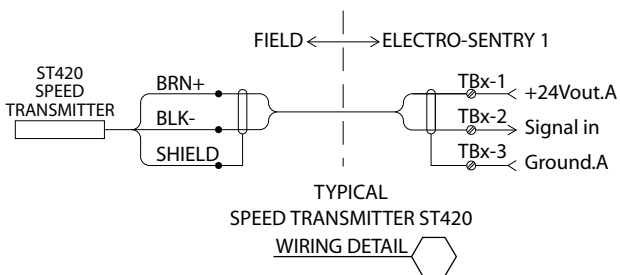 FIELD
ELECTRO-SENTRY 1
ST420
SPEED
TRANSMITTER
BRN+
BLK-
SHIELD
TBx-1
+24Vout.A
TBx-2
Signal in
TBx-3
Ground.A
TYPICAL
SPEED TRANSMITTER ST420
WIRING DETAIL